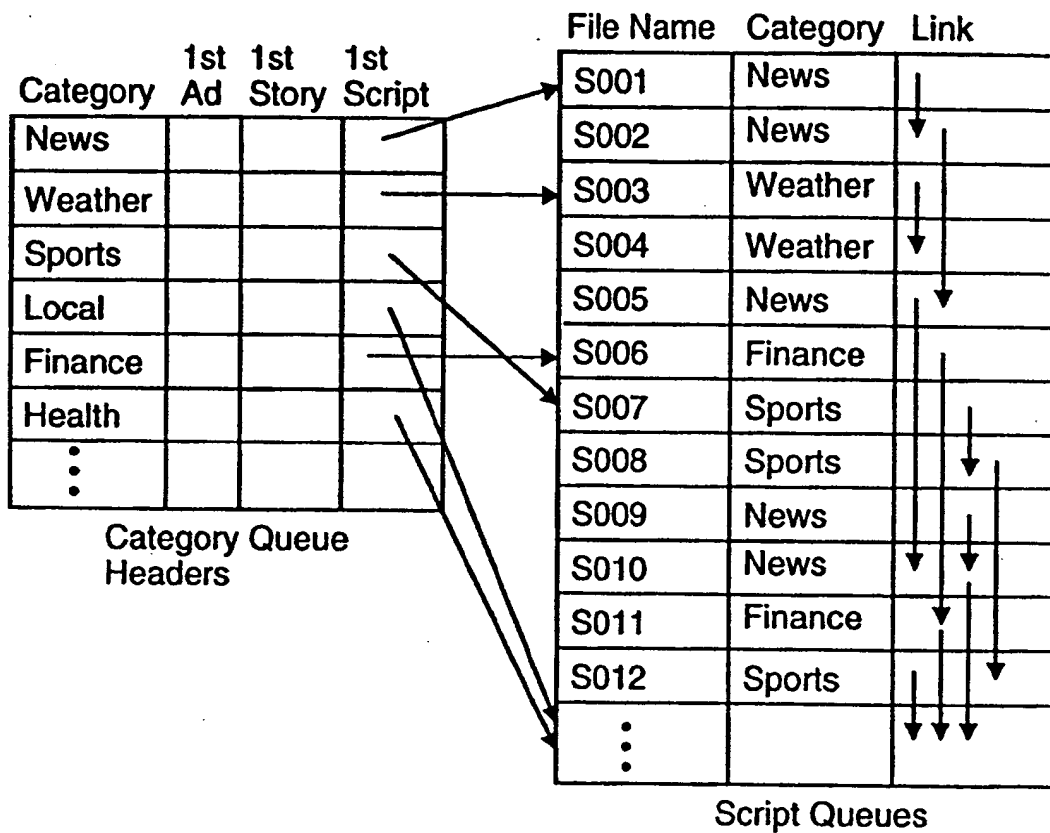 1st 1st 1st
Category Ad Story Script
News
Weather
Sports
Local
Finance
Health
Category Queue
Headers
File Name Category Link
S001 News
S002 News
S003 Weather
S004 Weather
S005 News
S006 Finance
S007 Sports
S008 Sports
S009 News
S010 News
S011 Finance
S012 Sports
Script Queues